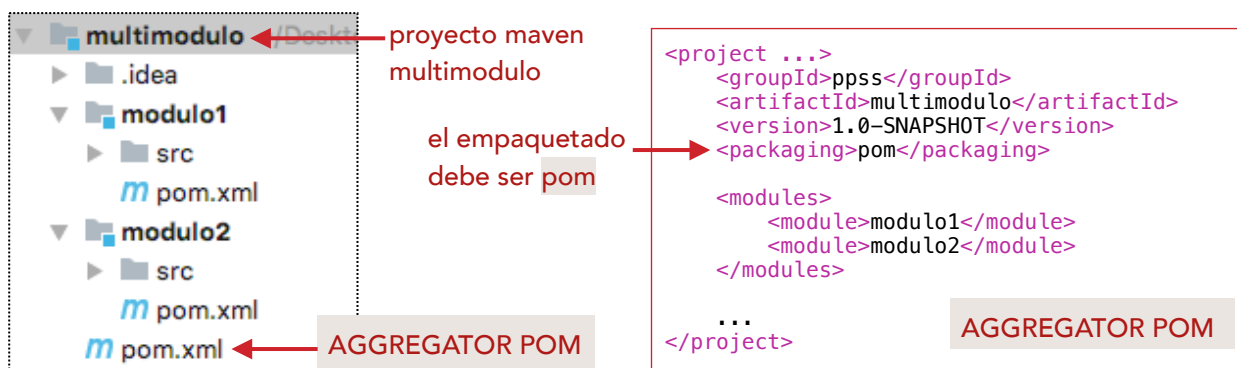 multimodulo /Deskto
.idea
modulo1
src
m pom.xml
modulo2
src
m pom.xml
m pom.xml
proyecto maven
multimodulo
el empaquetado
debe ser pom
AGGREGATOR POM
<project ...>
<groupId>ppss</groupId>
<artifactId>multimodulo</artifactId>
<version>1.0-SNAPSHOT</version>
<packaging>pom</packaging>
<modules>
<module>modulo1</module>
<module>modulo2</module>
</modules>
...
</project>
AGGREGATOR POM